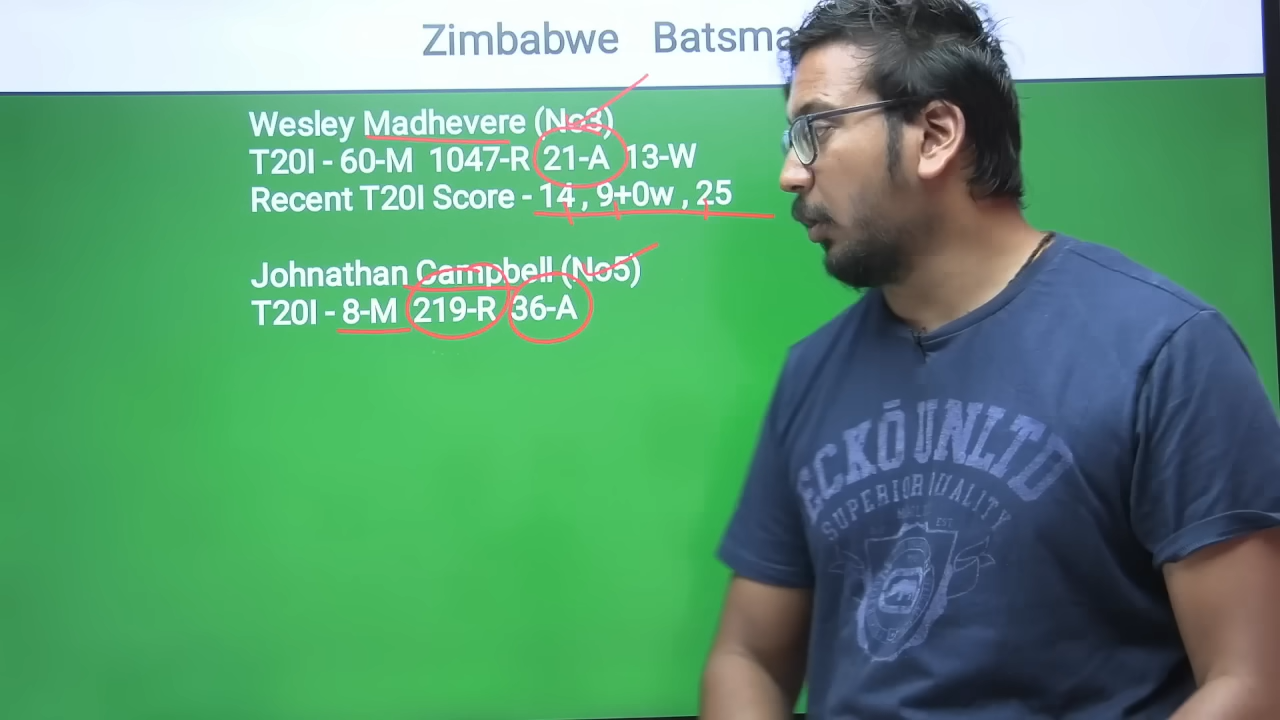 Zimbabwe Batsma
Wesley Madhevere (No3)
T20I - 60-M 1047-R 21-A 13-W
Recent T20I Score - 14 , 9+0w , 25
Johnathan Campbell (No5)
T20I - 8-M 219-R 36-A
ECKŌ UNLTD
SUPERIOR QUALITY